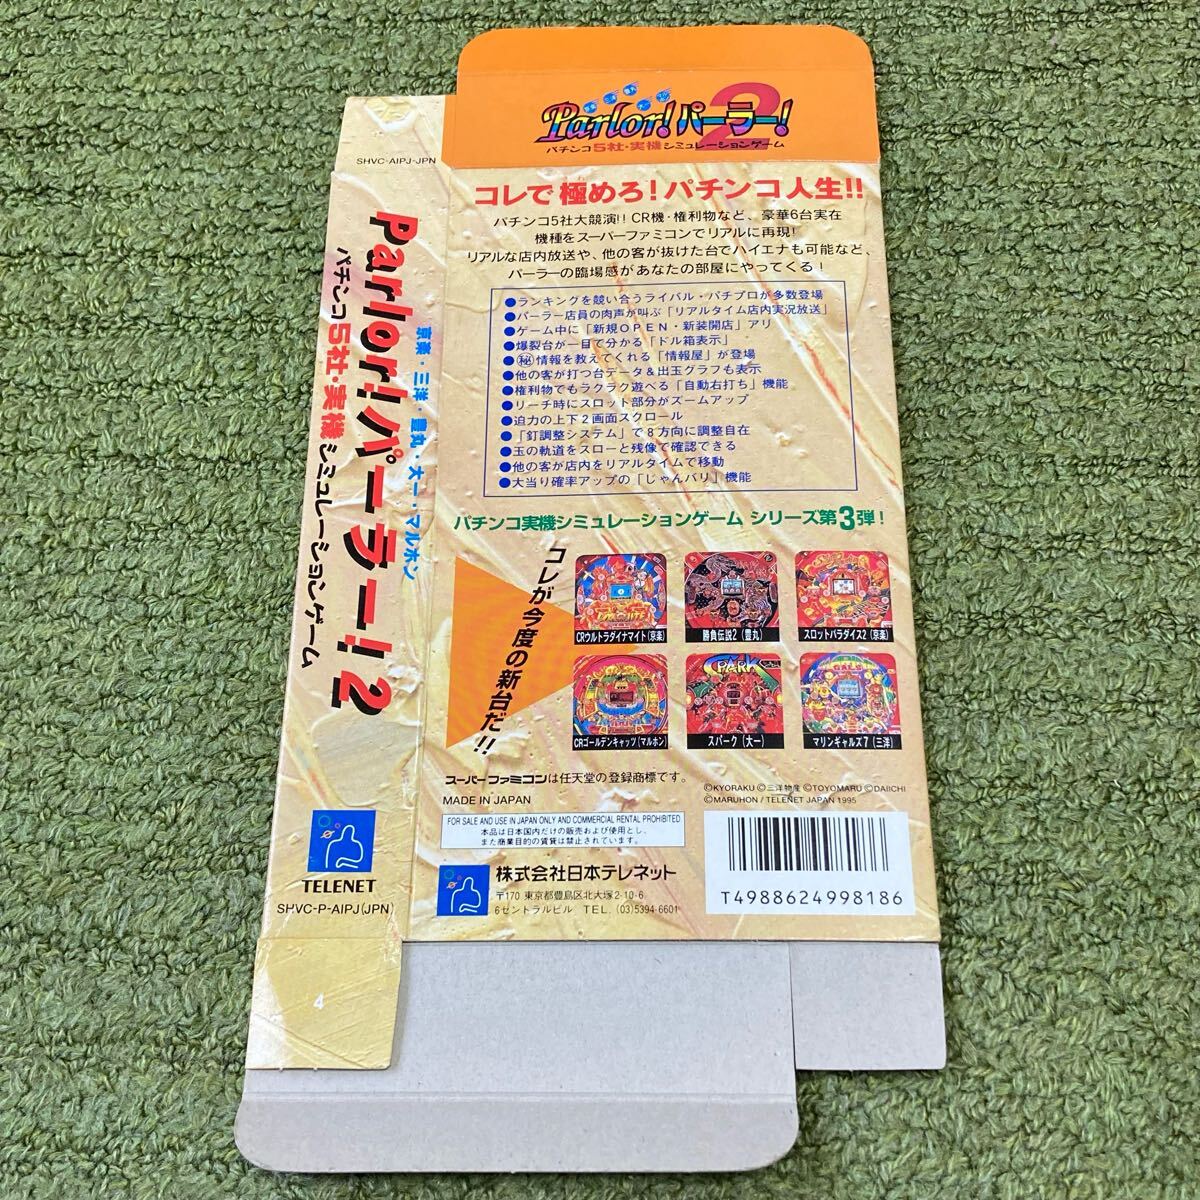 Parlor!パーラー!2
パチンコ5社・実機シミュレーションゲーム
SHVC-AIPJ-JPN
京楽・三洋・豊丸・大一・マルホン
Parlor!パーラー!2
パチンコ5社・実機シミュレーションゲーム
TELENET
SHVC-P-AIPJ(JPN)
4
コレで極めろ!パチンコ人生!!
パチンコ5社大競演!! CR機・権利物など、豪華6台実在
機種をスーパーファミコンでリアルに再現!
リアルな店内放送や、他の客が抜けた台でハイエナも可能など、
パーラーの臨場感があなたの部屋にやってくる!
●ランキングを競い合うライバル・パチプロが多数登場
●パーラー店員の肉声が叫ぶ「リアルタイム店内実況放送」
●ゲーム中に「新規OPEN・新装開店」アリ
●爆裂台が一目で分かる「ドル箱表示」
●㊙情報を教えてくれる「情報屋」が登場
●他の客が打つ台データ&出玉グラフも表示
●権利物でもラクラク遊べる「自動右打ち」機能
●リーチ時にスロット部分がズームアップ
●迫力の上下2画面スクロール
●「釘調整システム」で8方向に調整自在
●玉の軌道をスローと残像で確認できる
●他の客が店内をリアルタイムで移動
●大当り確率アップの「じゃんバリ」機能
パチンコ実機シミュレーションゲーム シリーズ第3弾!
コレが今度の新台だ!!
CRウルトラダイナマイト(京楽)
勝負伝説2(豊丸)
スロットパラダイス2(京楽)
CRゴールデンキャッツ(マルホン)
SPARK
スパーク(大一)
GALS
マリンギャルズ7(三洋)
スーパーファミコンは任天堂の登録商標です。
MADE IN JAPAN
©KYORAKU ©三洋物産 ©TOYOMARU ©DAIICHI
©MARUHON / TELENET JAPAN 1995
FOR SALE AND USE IN JAPAN ONLY AND COMMERCIAL RENTAL PROHIBITED
本品は日本国内だけの販売および使用とし、
また商業目的の賃貸は禁止されています。
株式会社日本テレネット
〒170 東京都豊島区北大塚2-10-6
6セントラルビル TEL. (03)5394-6601
T4988624998186